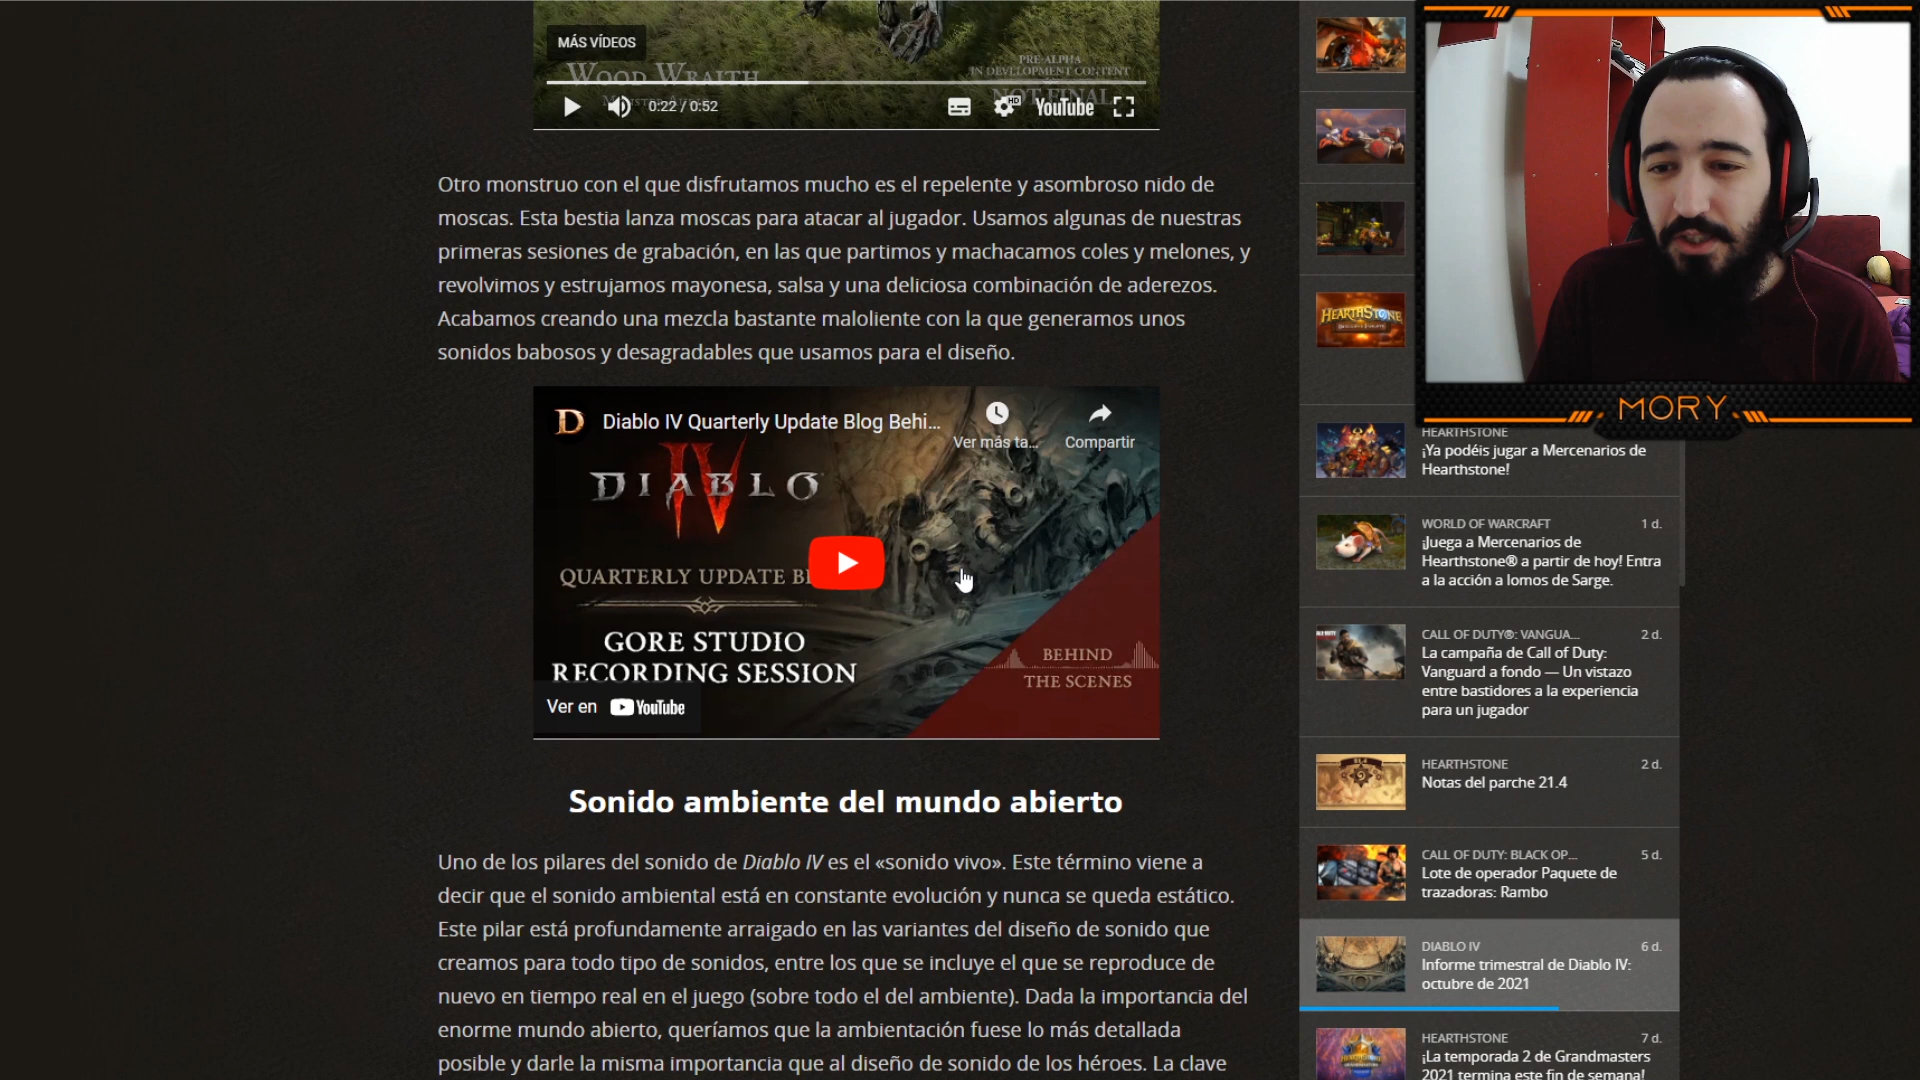 MÁS VÍDEOS
WOOD WRAITH
PRE-ALPHA
IN DEVELOPMENT CONTENT
NOT FINAL
0:22 / 0:52
HD
YouTube
Otro monstruo con el que disfrutamos mucho es el repelente y asombroso nido de
moscas. Esta bestia lanza moscas para atacar al jugador. Usamos algunas de nuestras
primeras sesiones de grabación, en las que partimos y machacamos coles y melones, y
revolvimos y estrujamos mayonesa, salsa y una deliciosa combinación de aderezos.
Acabamos creando una mezcla bastante maloliente con la que generamos unos
sonidos babosos y desagradables que usamos para el diseño.
Diablo IV Quarterly Update Blog Behi...
Ver más ta...
Compartir
DIABLO
IV
QUARTERLY UPDATE
GORE STUDIO
RECORDING SESSION
BEHIND
THE SCENES
Ver en YouTube
Sonido ambiente del mundo abierto
Uno de los pilares del sonido de Diablo IV es el «sonido vivo». Este término viene a
decir que el sonido ambiental está en constante evolución y nunca se queda estático.
Este pilar está profundamente arraigado en las variantes del diseño de sonido que
creamos para todo tipo de sonidos, entre los que se incluye el que se reproduce de
nuevo en tiempo real en el juego (sobre todo el del ambiente). Dada la importancia del
enorme mundo abierto, queríamos que la ambientación fuese lo más detallada
posible y darle la misma importancia que al diseño de sonido de los héroes. La clave
MORY
HEARTHSTONE
HEARTHSTONE
¡Ya podéis jugar a Mercenarios de
Hearthstone!
WORLD OF WARCRAFT 1 d.
¡Juega a Mercenarios de
Hearthstone® a partir de hoy! Entra
a la acción a lomos de Sarge.
CALL OF DUTY®: VANGUA... 2 d.
La campaña de Call of Duty:
Vanguard a fondo — Un vistazo
entre bastidores a la experiencia
para un jugador
HEARTHSTONE 2 d.
Notas del parche 21.4
CALL OF DUTY: BLACK OP... 5 d.
Lote de operador Paquete de
trazadoras: Rambo
DIABLO IV 6 d.
Informe trimestral de Diablo IV:
octubre de 2021
HEARTHSTONE 7 d.
¡La temporada 2 de Grandmasters
2021 termina este fin de semana!